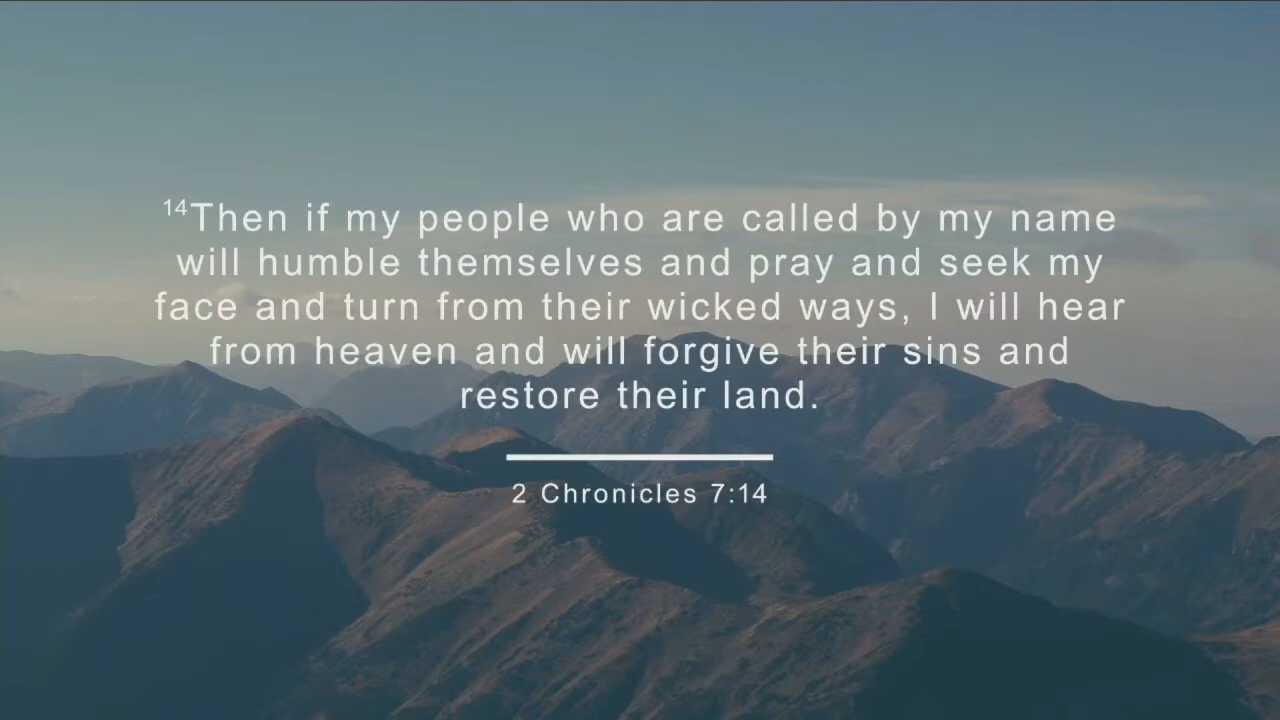 14Then if my people who are called by my name
will humble themselves and pray and seek my
face and turn from their wicked ways, I will hear
from heaven and will forgive their sins and
restore their land.
2 Chronicles 7:14